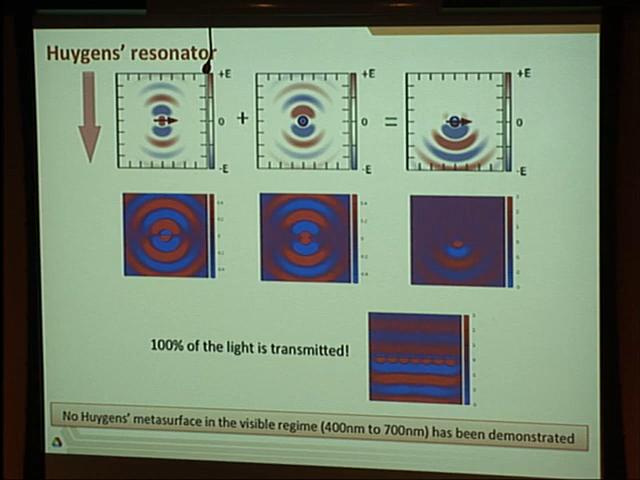 Huygens' resonator
+E +E +E
0 + 0 = 0
-E -E -E
100% of the light is transmitted!
No Huygens' metasurface in the visible regime (400nm to 700nm) has been demonstrated